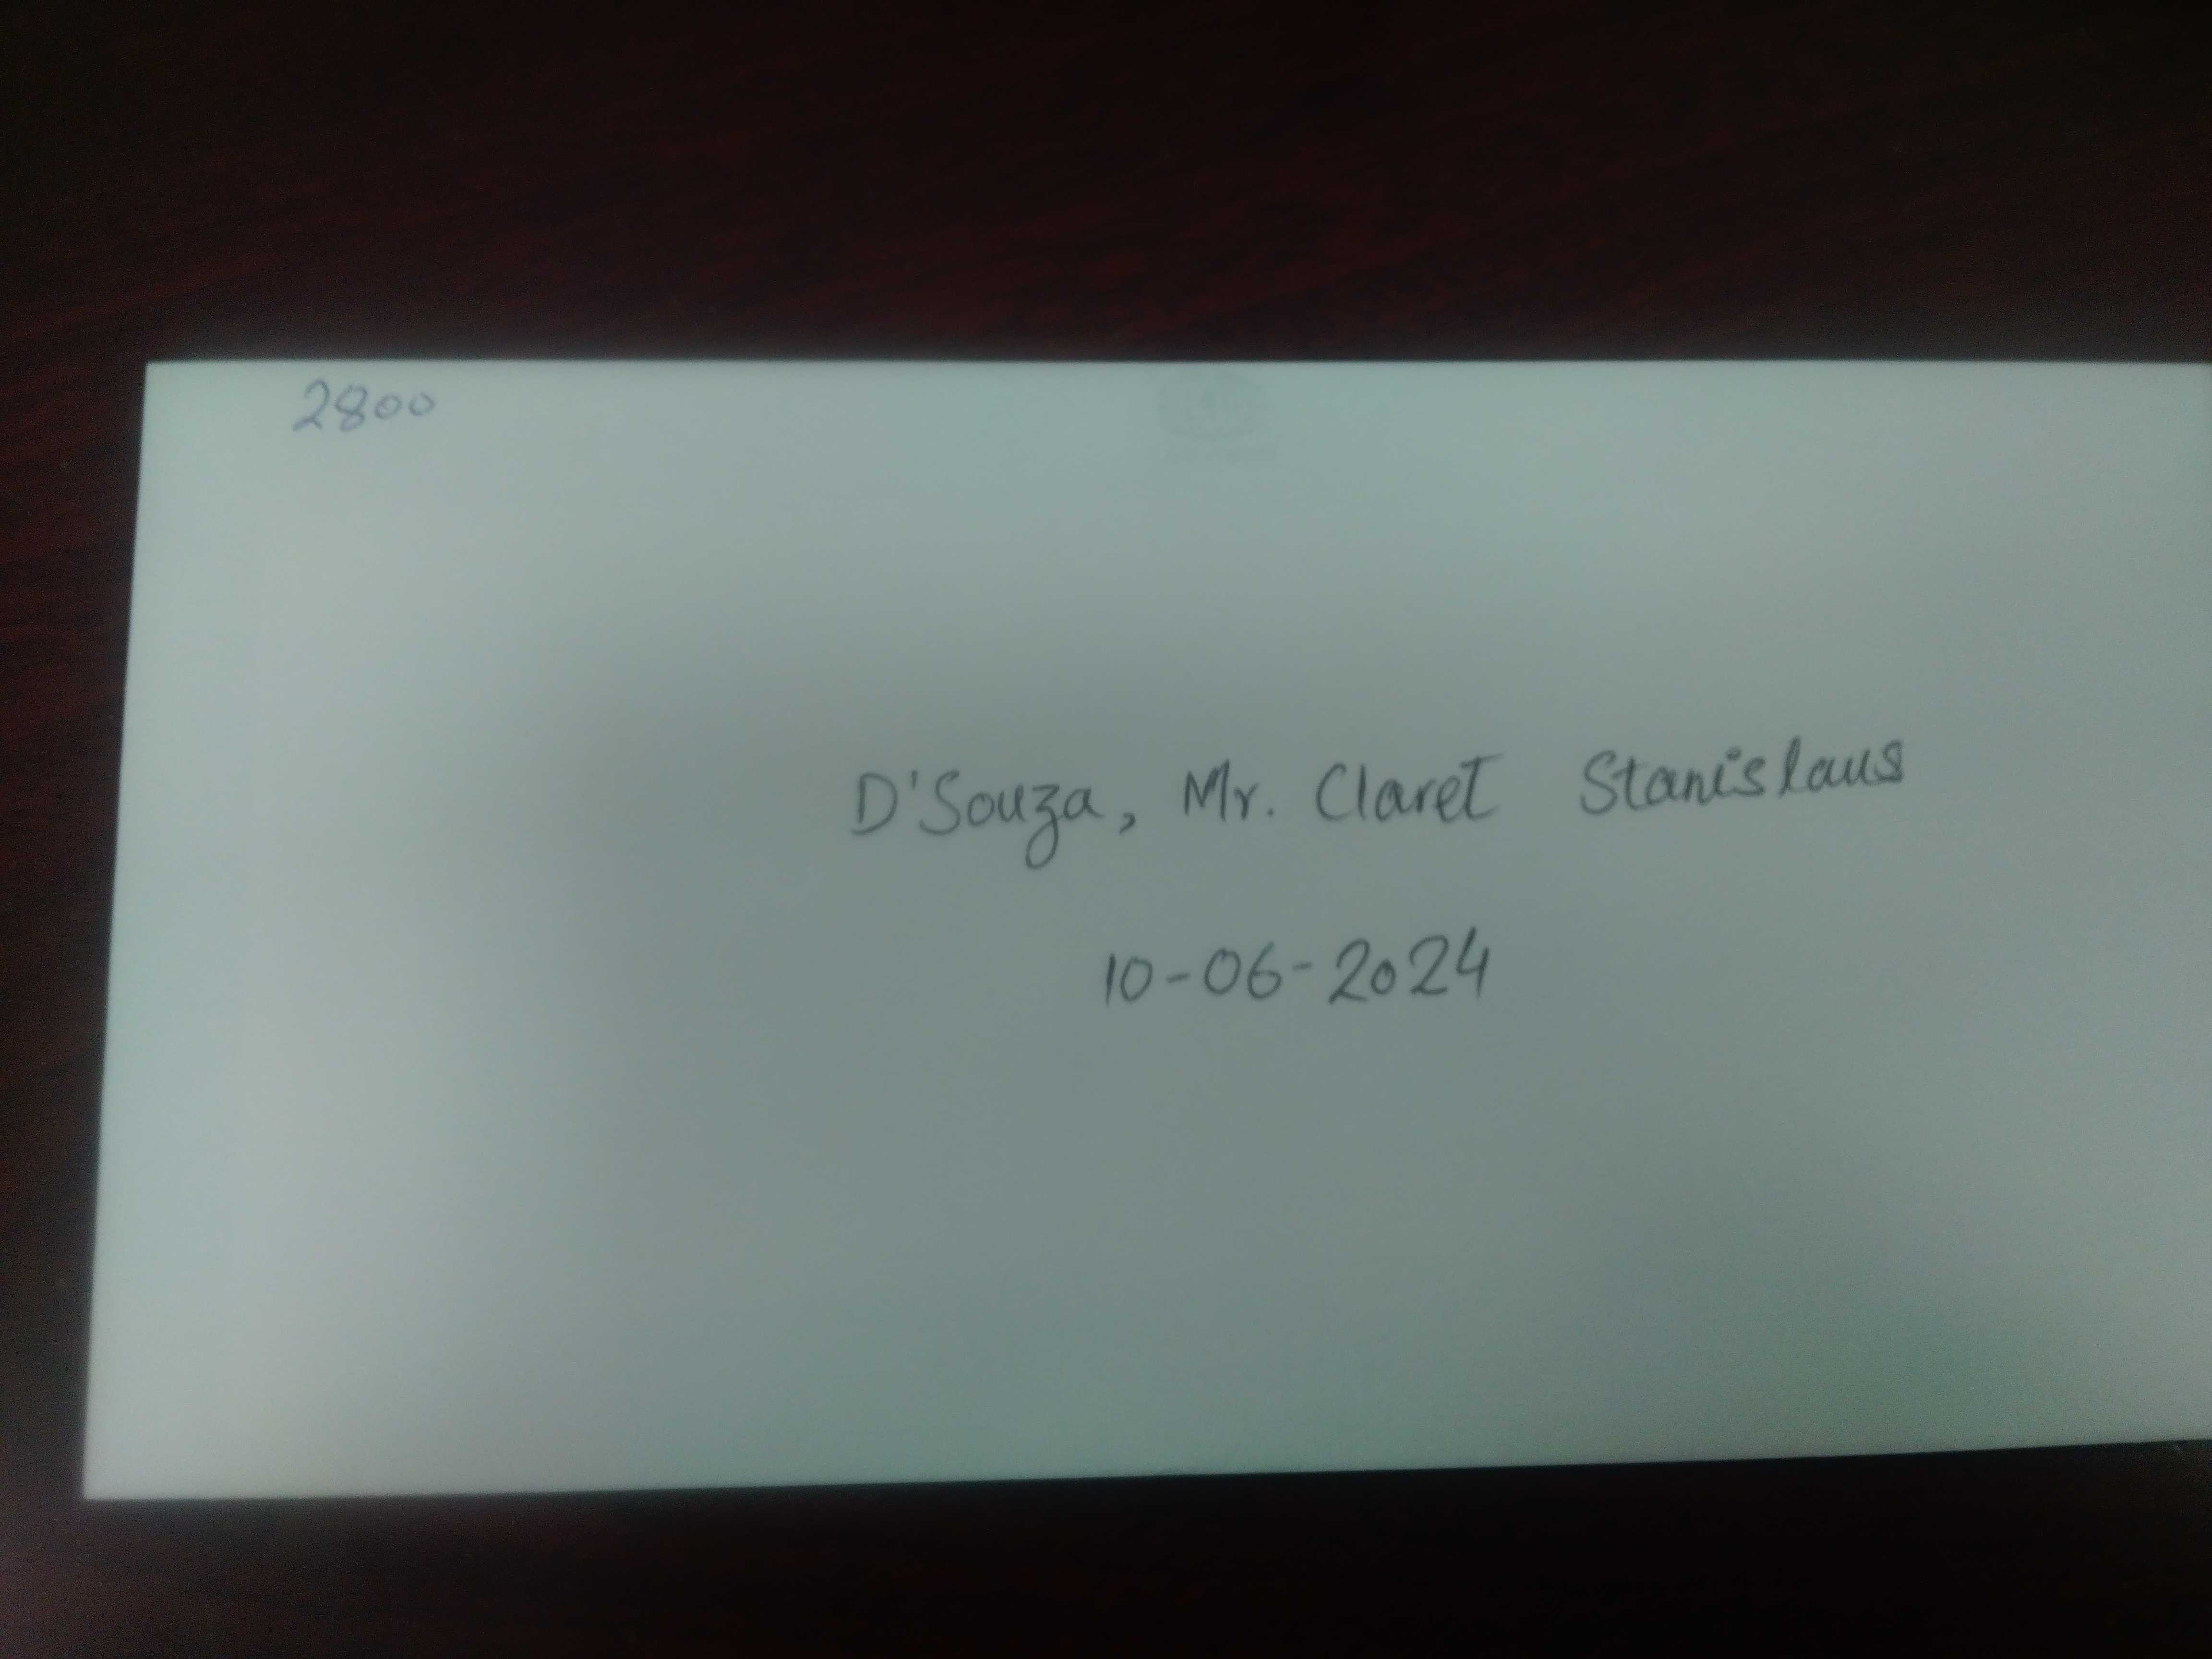 2800
D'Souza, Mr. Claret Stanislaus
10-06-2024